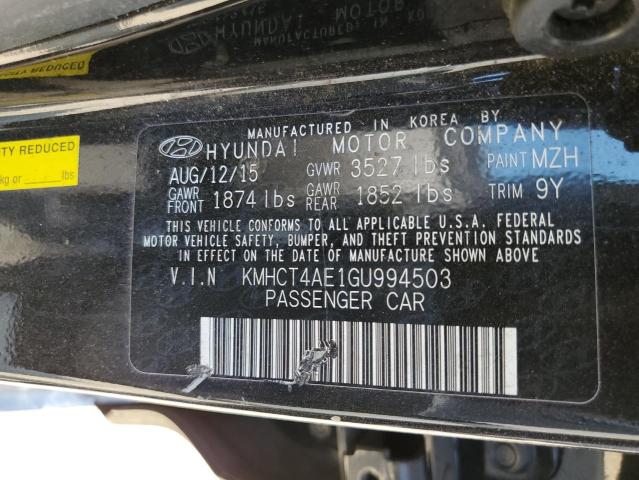 HYUNDAI
Y REDUCED
TY REDUCED
kg or lbs
MANUFACTURED IN KOREA BY
HYUNDAI MOTOR COMPANY
AUG/12/15 GVWR 3527 lbs PAINT MZH
GAWR FRONT 1874 lbs GAWR REAR 1852 lbs TRIM 9Y
THIS VEHICLE CONFORMS TO ALL APPLICABLE U.S.A. FEDERAL
MOTOR VEHICLE SAFETY, BUMPER, AND THEFT PREVENTION STANDARDS
IN EFFECT ON THE DATE OF MANUFACTURE SHOWN ABOVE
V.I.N KMHCT4AE1GU994503
PASSENGER CAR